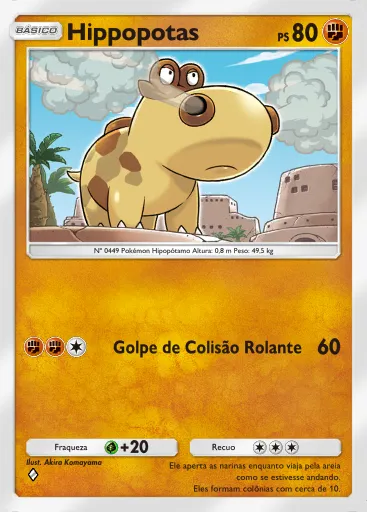 BÁSICO Hippopotas PS 80
Nº 0449 Pokémon Hipopótamo Altura: 0,8 m Peso: 49,5 kg
Golpe de Colisão Rolante 60
Fraqueza +20 Recuo
Ilust. Akira Komayama
Ele aperta as narinas enquanto viaja pela areia
como se estivesse andando.
Eles formam colônias com cerca de 10.